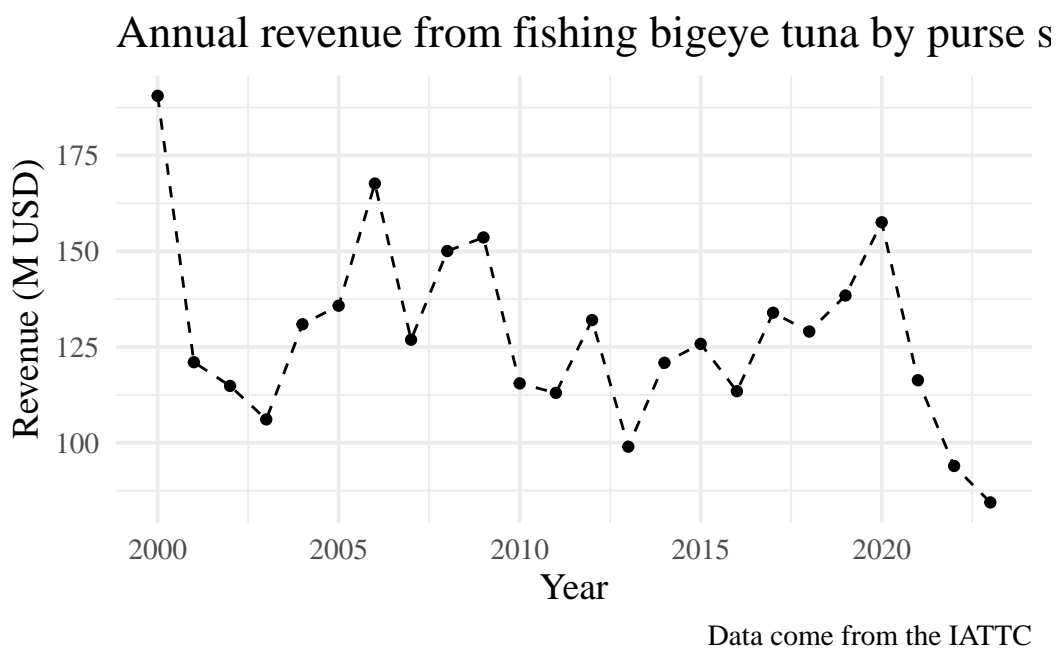 Annual revenue from fishing bigeye tuna by purse s
Revenue (M USD)
175
150
125
100
2000 2005 2010 2015 2020
Year
Data come from the IATTC